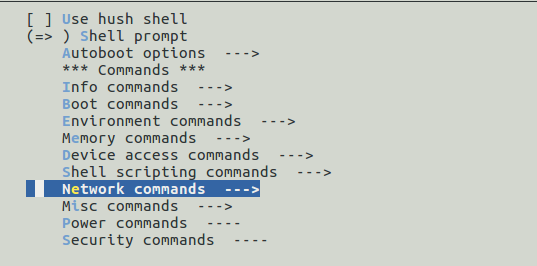 [ ] Use hush shell
(=> ) Shell prompt
Autoboot options  --->
*** Commands ***
Info commands  --->
Boot commands  --->
Environment commands  --->
Memory commands  --->
Device access commands  --->
Shell scripting commands  --->
Network commands  --->
Misc commands  --->
Power commands  ----
Security commands  ----